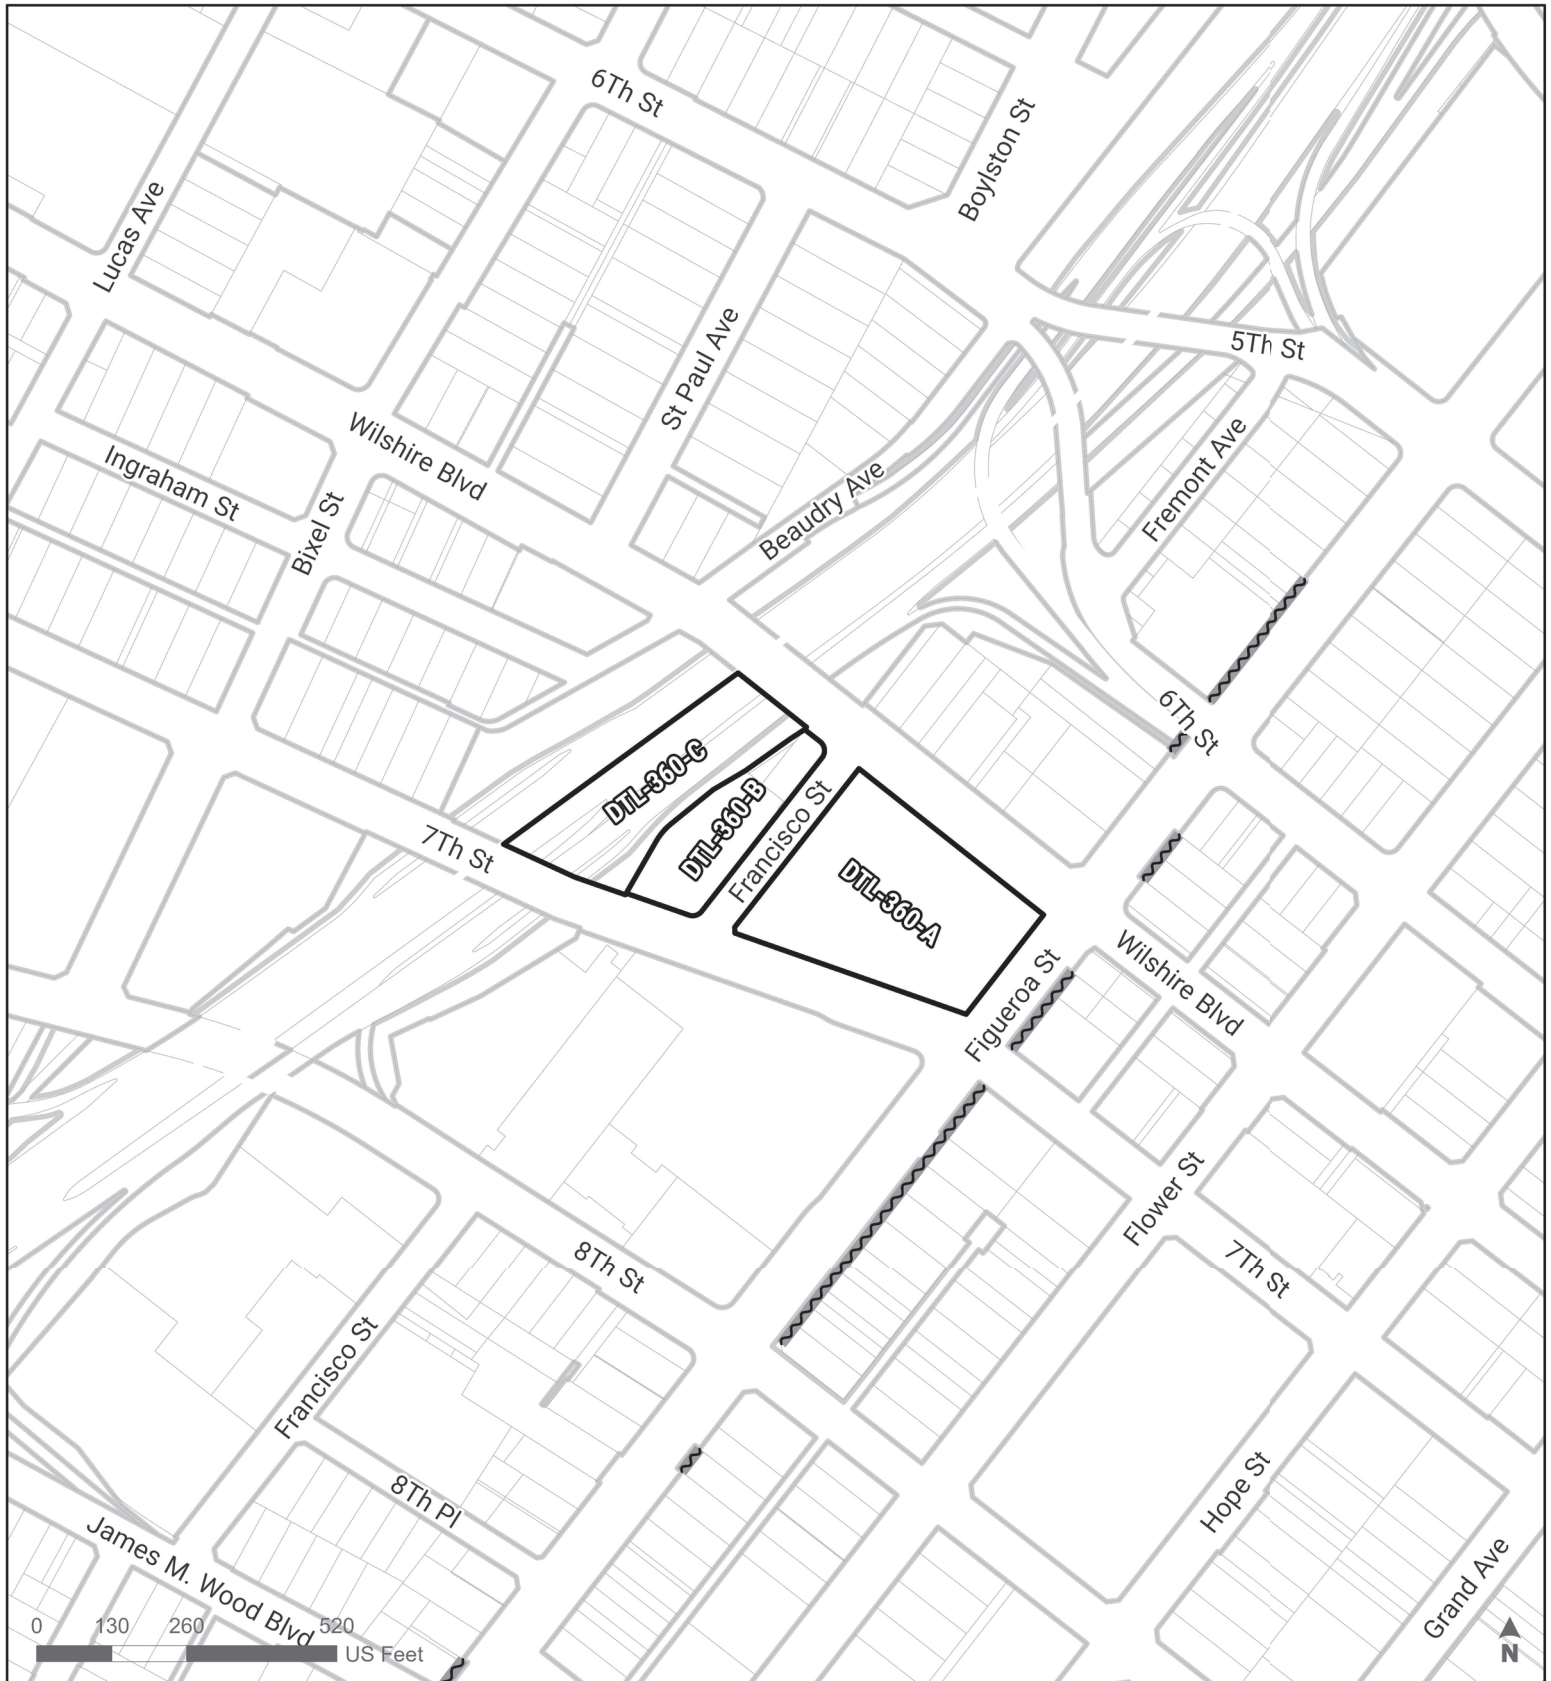 6Th St
Boylston St
Lucas Ave
St Paul Ave
5Th St
Wilshire Blvd
Fremont Ave
Ingraham St
Beaudry Ave
Bixel St
6Th St
DTL-360-C
DTL-360-B
Francisco St
7Th St
DTL-360-A
Wilshire Blvd
Figueroa St
Flower St
8Th St
7Th St
Francisco St
8Th Pl
Hope St
James M. Wood Blvd
Grand Ave
0 130 260 520
US Feet
N